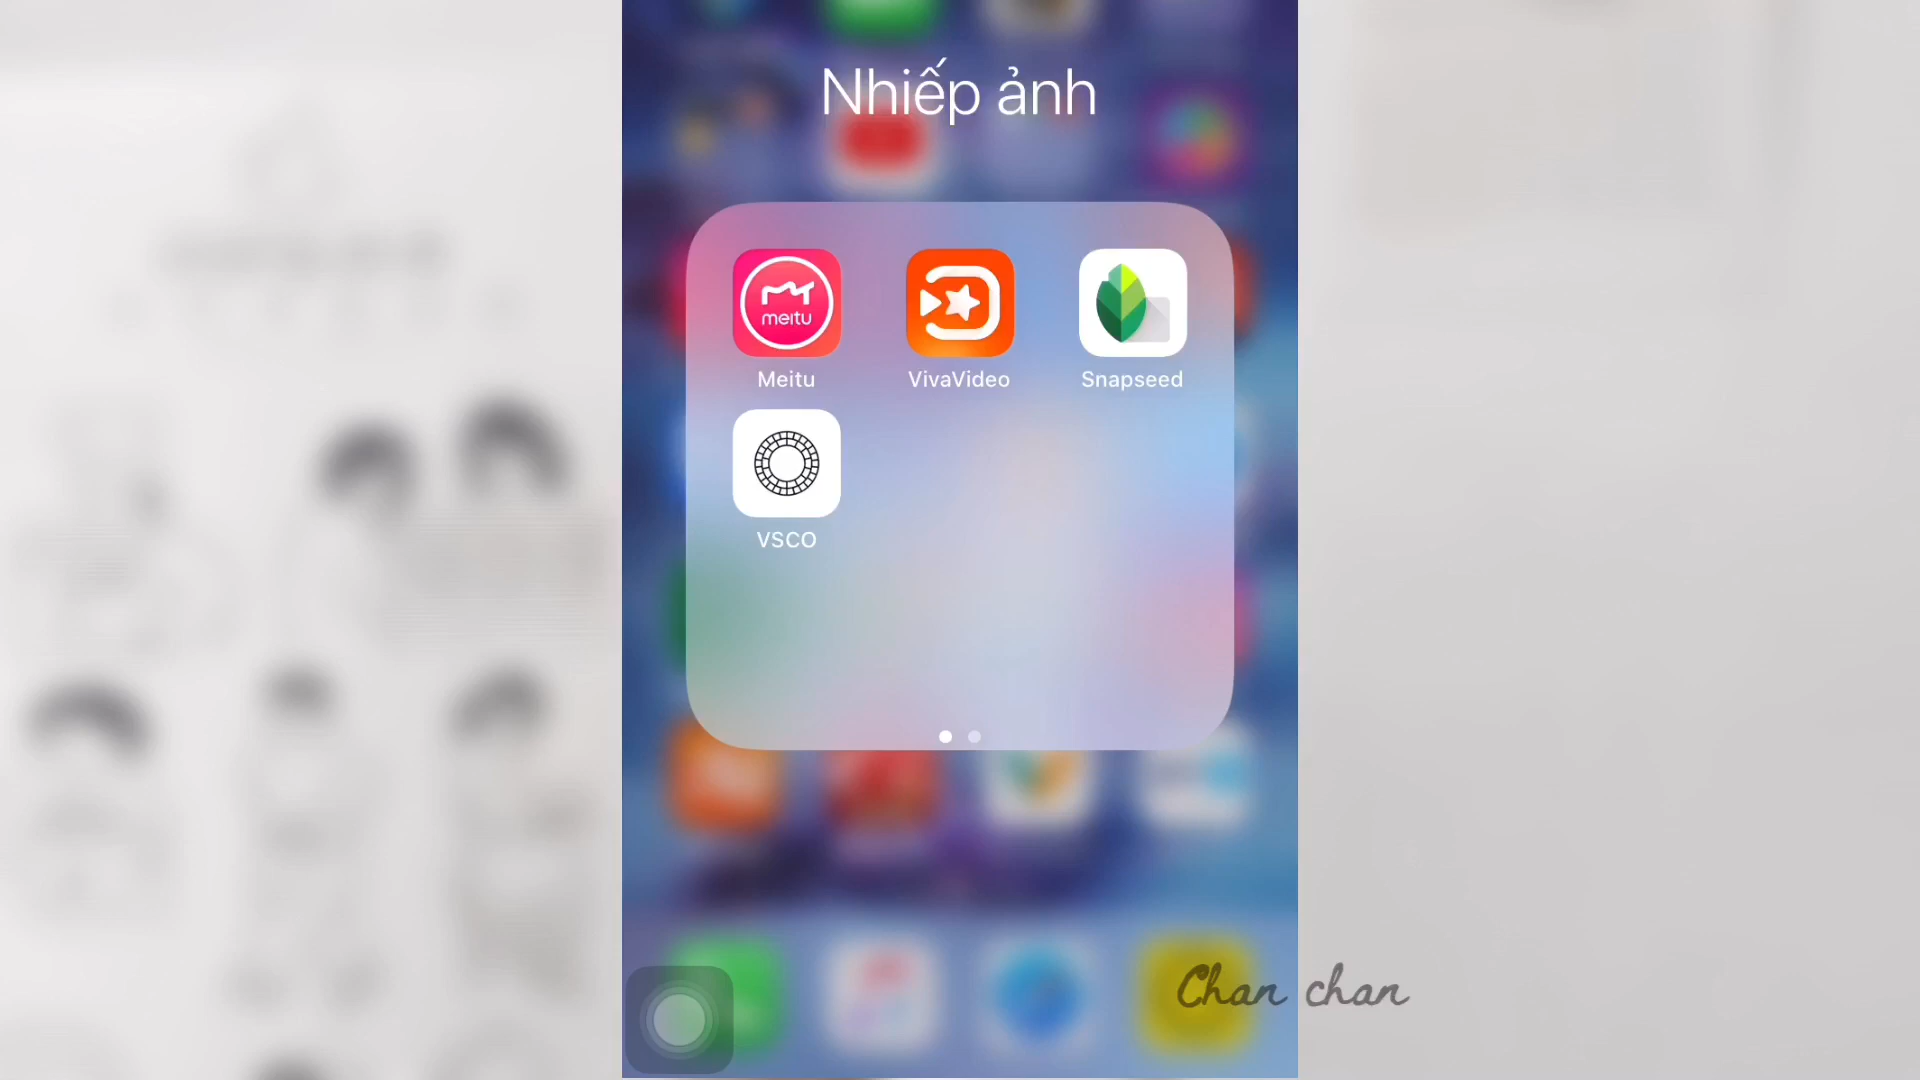 Nhiếp ảnh
meitu
Meitu
VivaVideo
Snapseed
VSCO
Chan chan